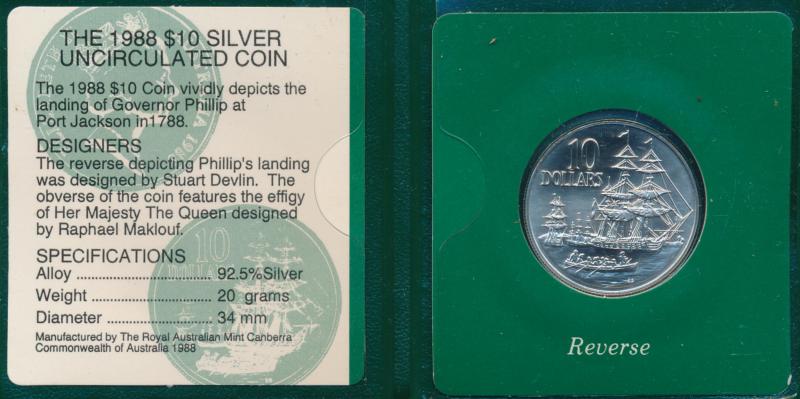 THE 1988 $10 SILVER
UNCIRCULATED COIN
The 1988 $10 Coin vividly depicts the
landing of Governor Phillip at
Port Jackson in1788.
DESIGNERS
The reverse depicting Phillip's landing
was designed by Stuart Devlin. The
obverse of the coin features the effigy
of Her Majesty The Queen designed
by Raphael Maklouf.
SPECIFICATIONS
Alloy ................................ 92.5%Silver
Weight ............................ 20 grams
Diameter ......................... 34 mm
Manufactured by The Royal Australian Mint Canberra
Commonwealth of Australia 1988
10
DOLLARS
10
DOLLARS
Reverse